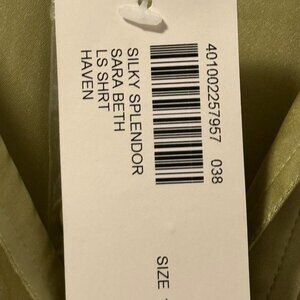 401002257957 038
SILKY SPLENDOR
SARA BETH
LS SHRT
HAVEN
SIZE